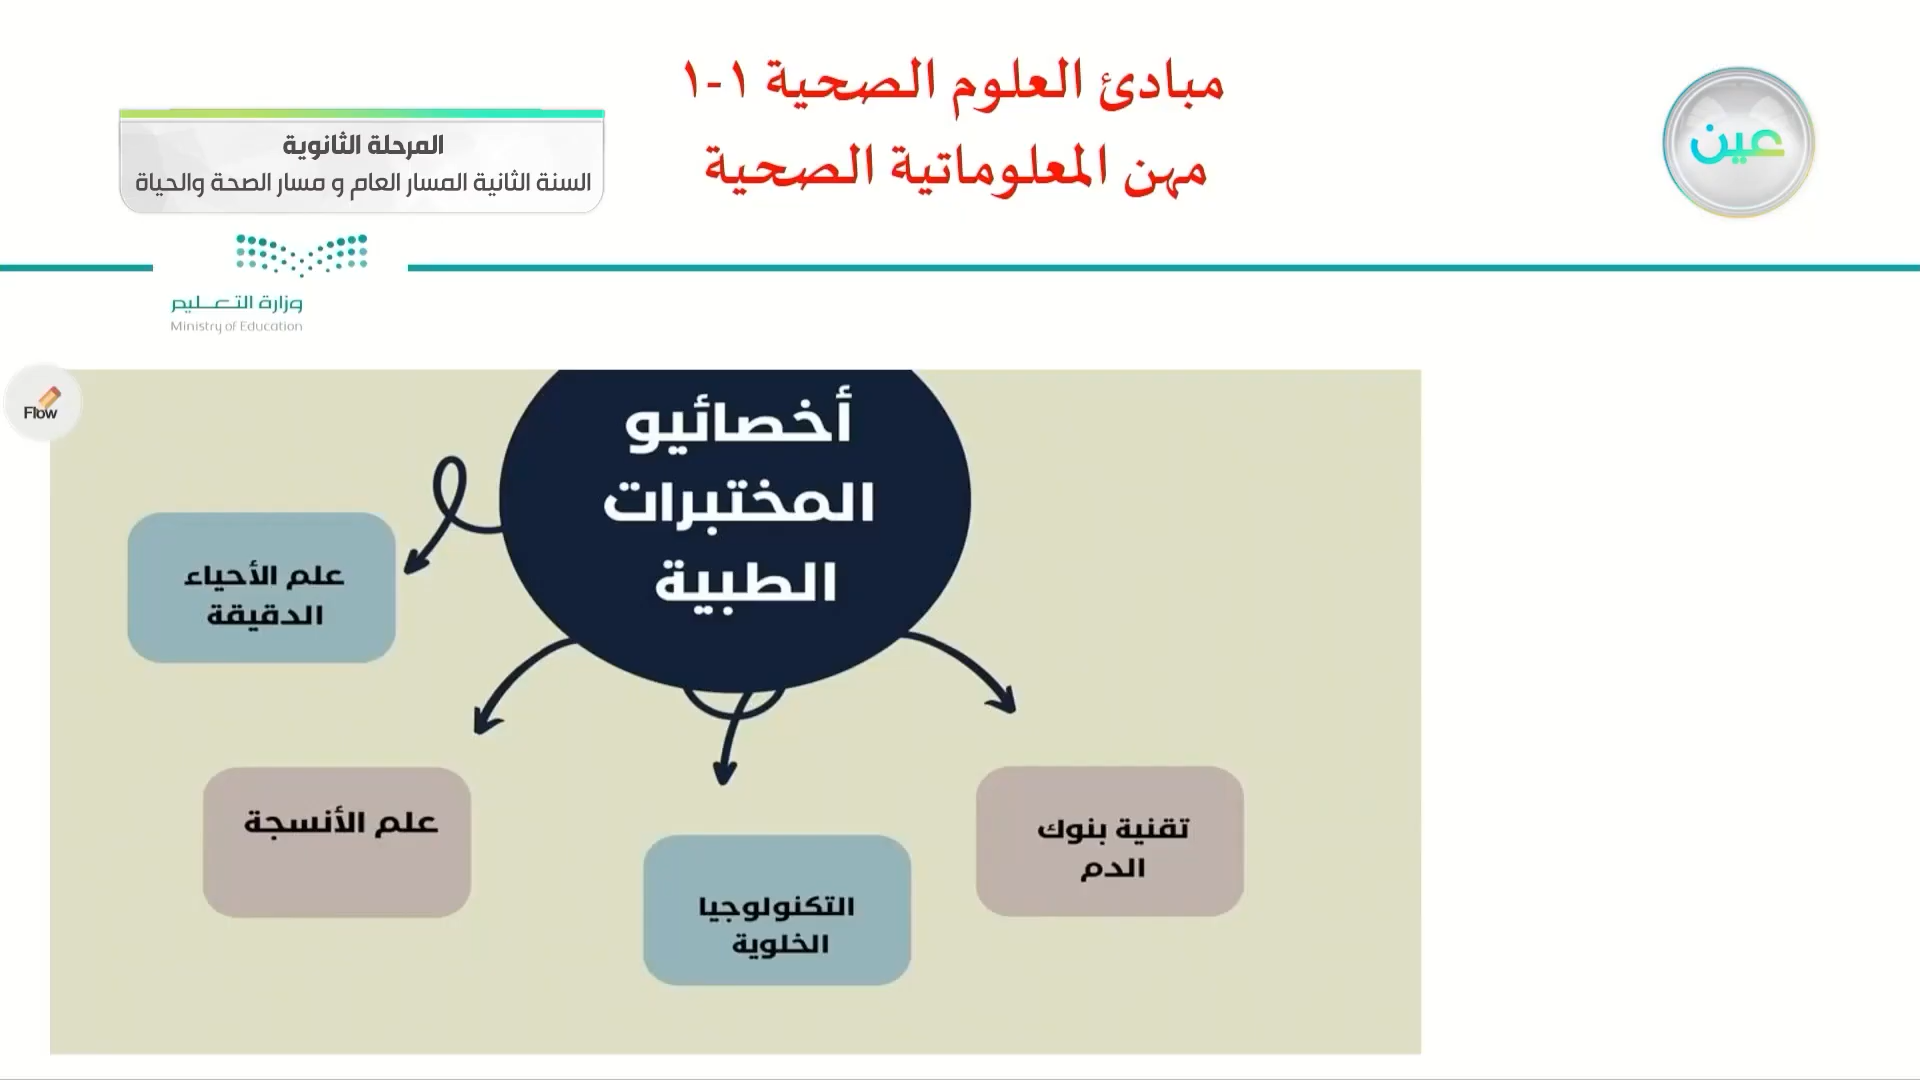 مبادئ العلوم الصحية ١-١
مهن المعلوماتية الصحية
عين
المرحلة الثانوية
السنة الثانية المسار العام و مسار الصحة والحياة
وزارة التعليم
Ministry of Education
Flow
أخصائيو
المختبرات
الطبية
علم الأحياء
الدقيقة
علم الأنسجة
التكنولوجيا
الخلوية
تقنية بنوك
الدم